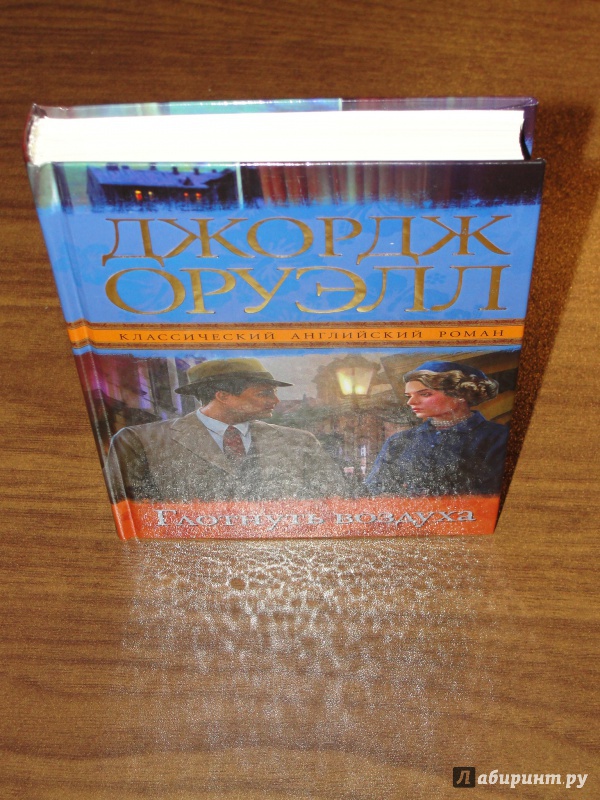 ДЖОРДЖ
ОРУЭЛЛ
КЛАССИЧЕСКИЙ АНГЛИЙСКИЙ РОМАН
Глотнуть воздуха
лабиринт.ру